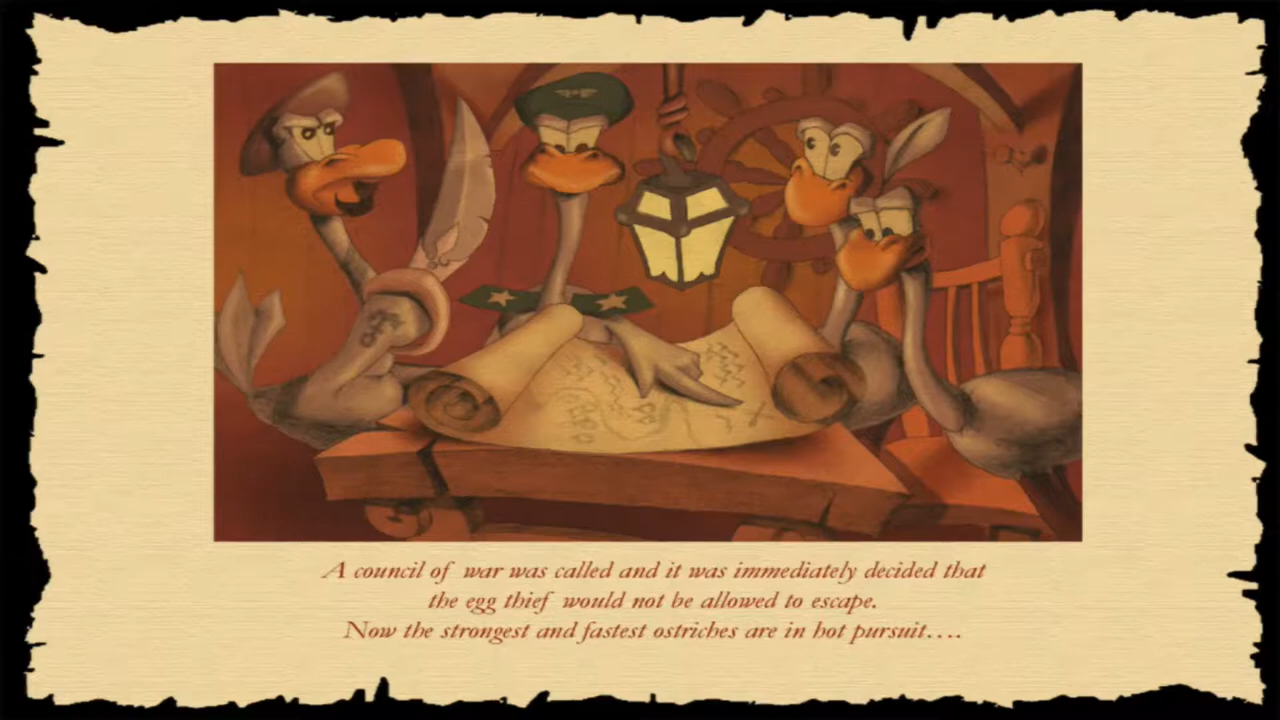 A council of war was called and it was immediately decided that
the egg thief would not be allowed to escape.
Now the strongest and fastest ostriches are in hot pursuit....